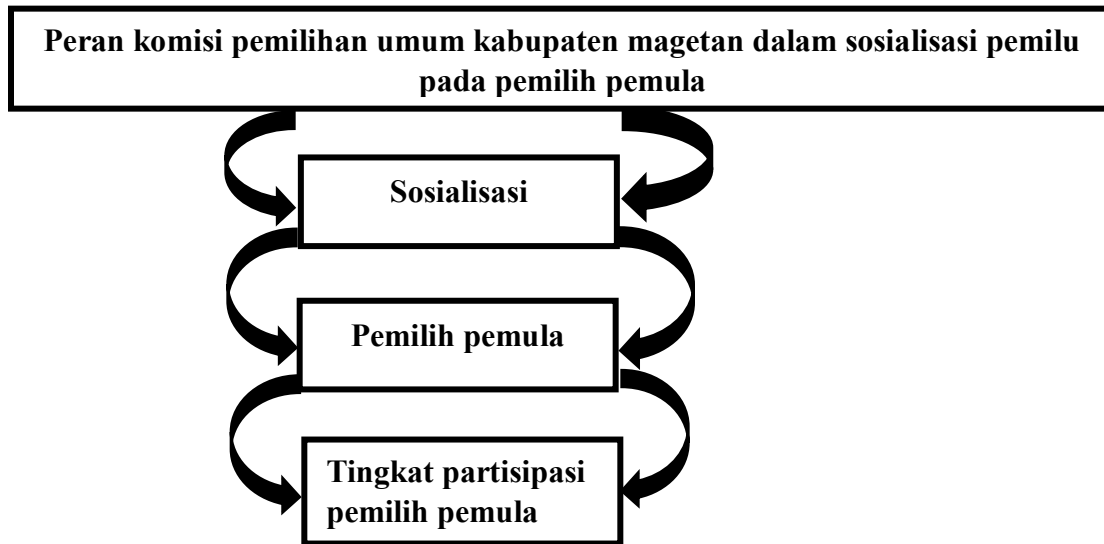 Peran komisi pemilihan umum kabupaten magetan dalam sosialisasi pemilu
pada pemilih pemula
Sosialisasi
Pemilih pemula
Tingkat partisipasi
pemilih pemula